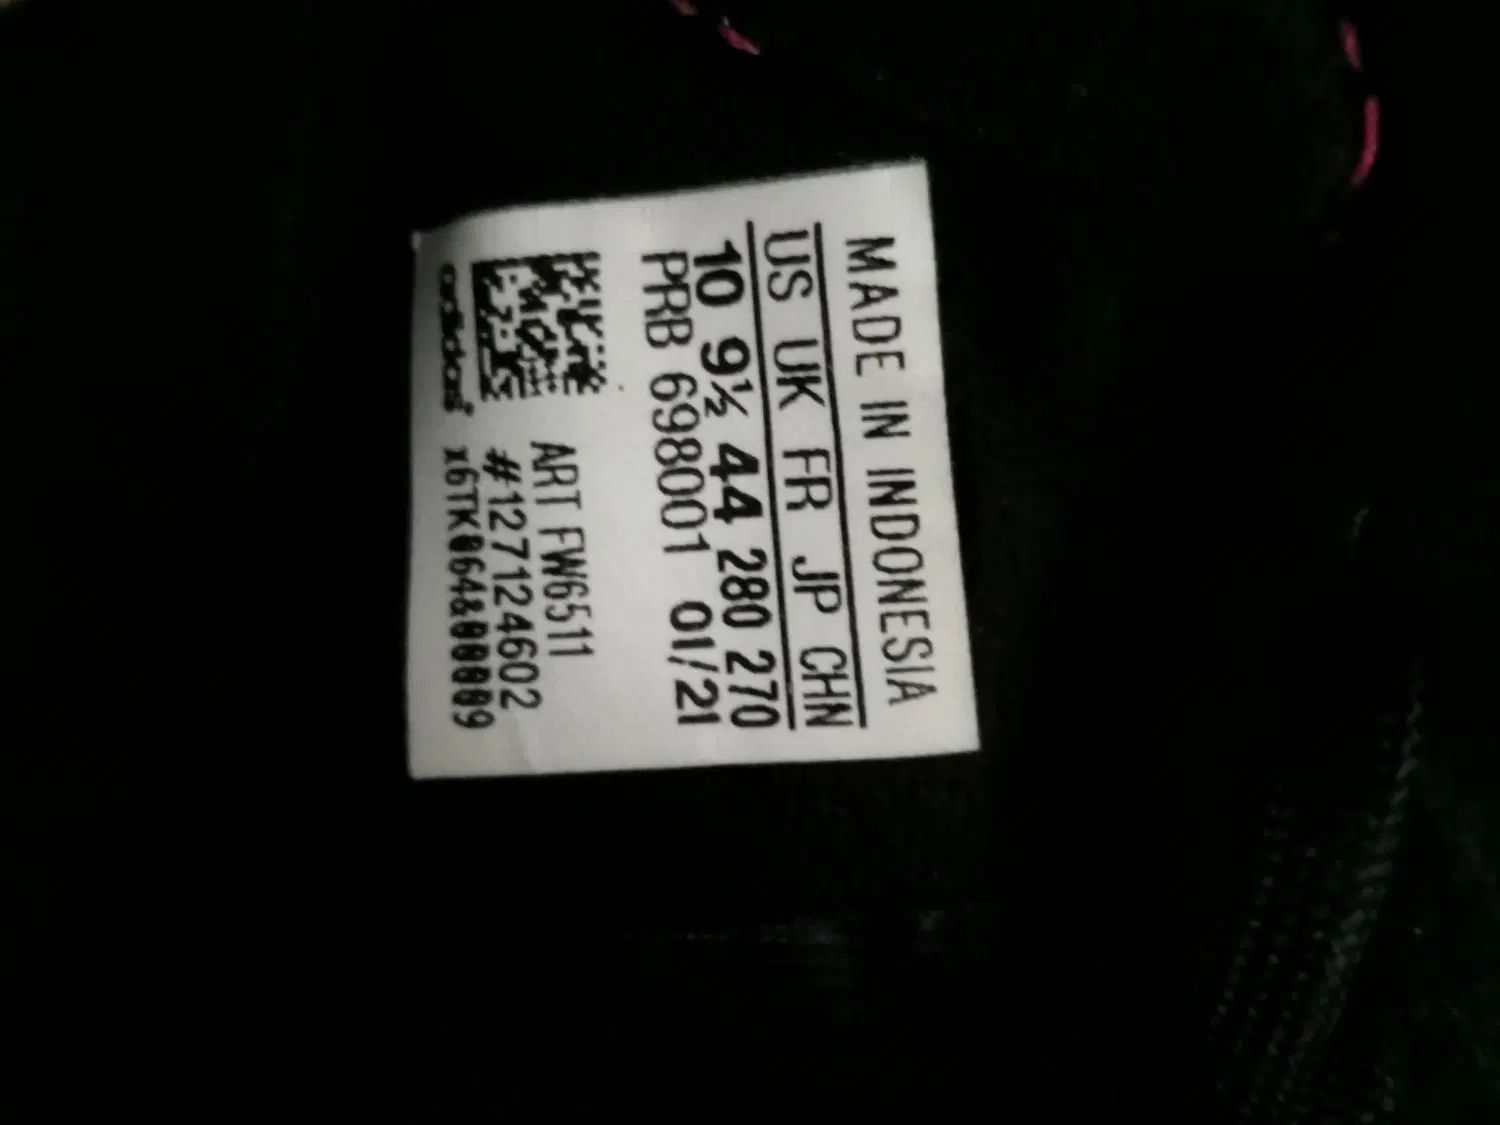 MADE IN INDONESIA
US UK FR JP CHN
10 9½ 44 280 270
PRB 698001 01/21
ART FW6511
#127124602
adidas®